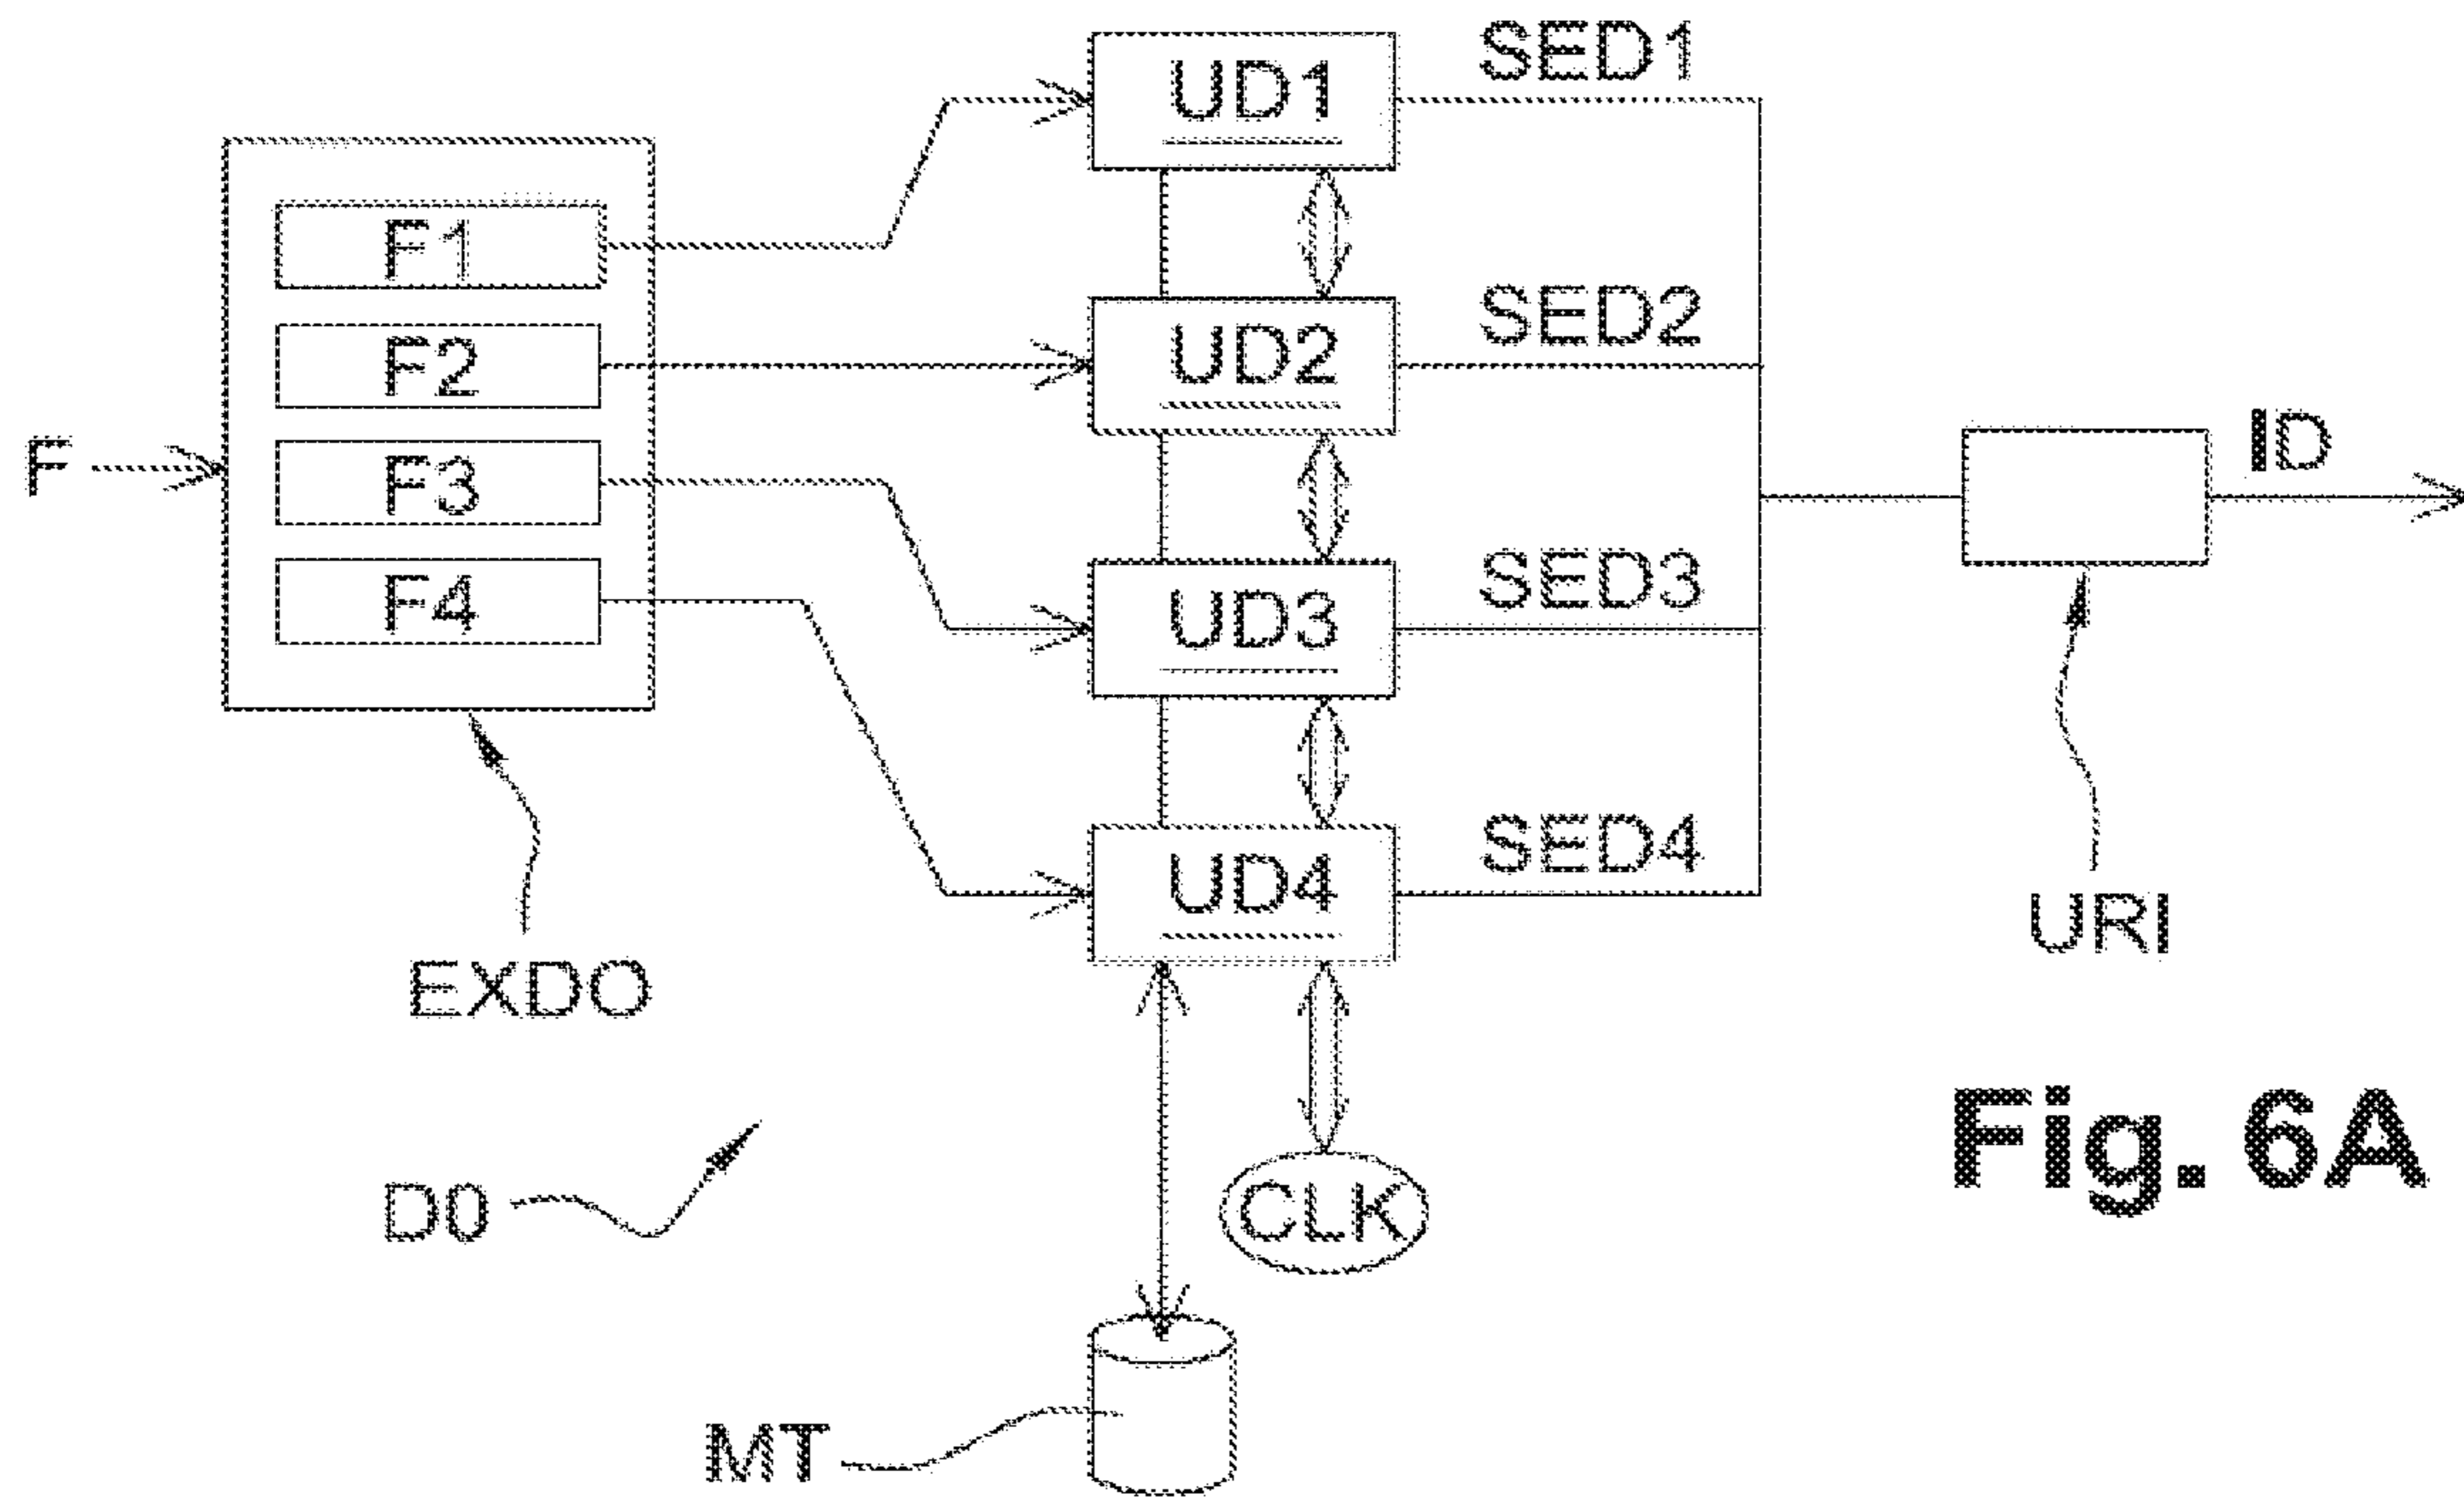 SED1
UD1
F1
SED2
F2
UD2
ID
F
F3
SED3
F4
UD3
SED4
UD4
URI
EXDO
Fig. 6A
D0
CLK
MT